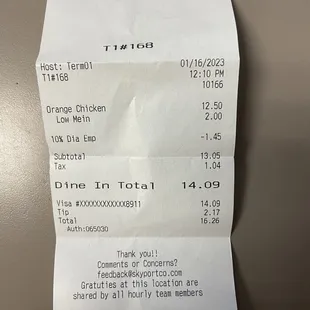 T1#168
Host: Term01 01/16/2023
T1#168 12:10 PM
10166
Orange Chicken 12.50
Low Mein 2.00
10% Dia Emp -1.45
Subtotal 13.05
Tax 1.04
Dine In Total 14.09
Visa #XXXXXXXXXXXX8911 14.09
Tip 2.17
Total 16.26
Auth:065030
Thank you!!
Comments or Concerns?
feedback@skyportco.com
Gratuties at this location are
shared by all hourly team members